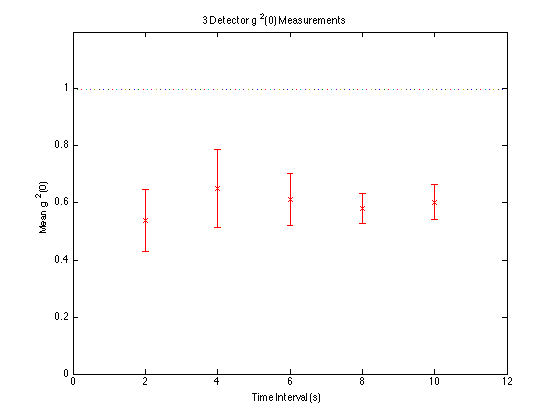 3 Detector g ²(0) Measurements
1
0.8
0.6
0.4
0.2
0
Mean g ²(0)
0 2 4 6 8 10 12
Time Interval (s)